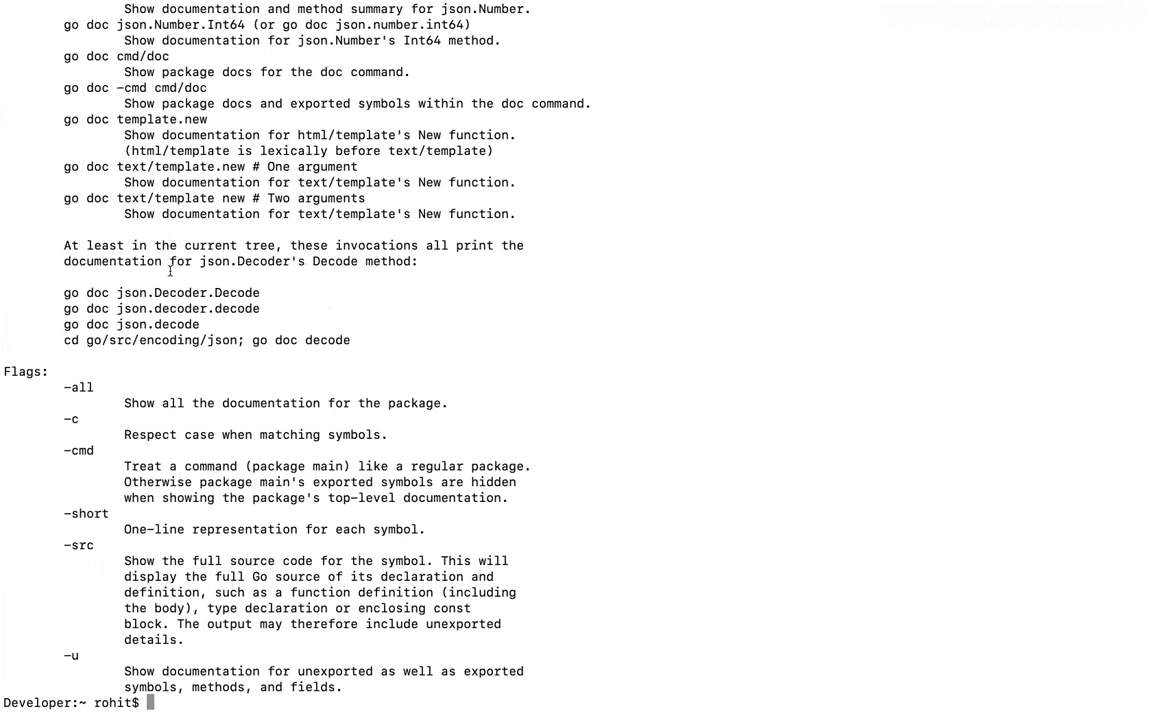 Show documentation and method summary for json.Number.
go doc json.Number.Int64 (or go doc json.number.int64)
Show documentation for json.Number's Int64 method.
go doc cmd/doc
Show package docs for the doc command.
go doc -cmd cmd/doc
Show package docs and exported symbols within the doc command.
go doc template.new
Show documentation for html/template's New function.
(html/template is lexically before text/template)
go doc text/template.new # One argument
Show documentation for text/template's New function.
go doc text/template new # Two arguments
Show documentation for text/template's New function.
At least in the current tree, these invocations all print the
documentation for json.Decoder's Decode method:
go doc json.Decoder.Decode
go doc json.decoder.decode
go doc json.decode
cd go/src/encoding/json; go doc decode
Flags:
-all
Show all the documentation for the package.
-c
Respect case when matching symbols.
-cmd
Treat a command (package main) like a regular package.
Otherwise package main's exported symbols are hidden
when showing the package's top-level documentation.
-short
One-line representation for each symbol.
-src
Show the full source code for the symbol. This will
display the full Go source of its declaration and
definition, such as a function definition (including
the body), type declaration or enclosing const
block. The output may therefore include unexported
details.
-u
Show documentation for unexported as well as exported
symbols, methods, and fields.
Developer:~ rohit$